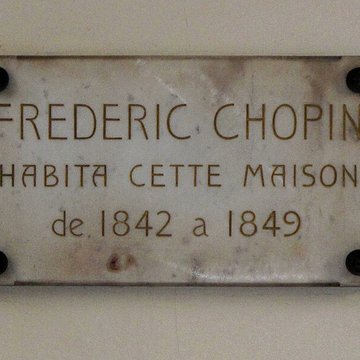 FREDERIC CHOPIN
HABITA CETTE MAISON
de 1842 a 1849